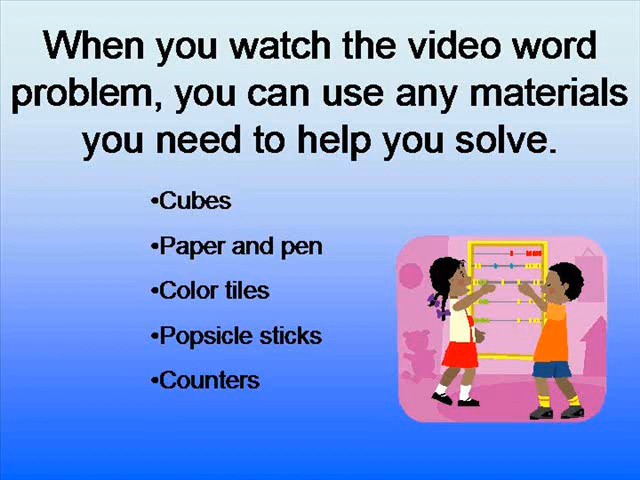 When you watch the video word
problem, you can use any materials
you need to help you solve.
•Cubes
•Paper and pen
•Color tiles
•Popsicle sticks
•Counters